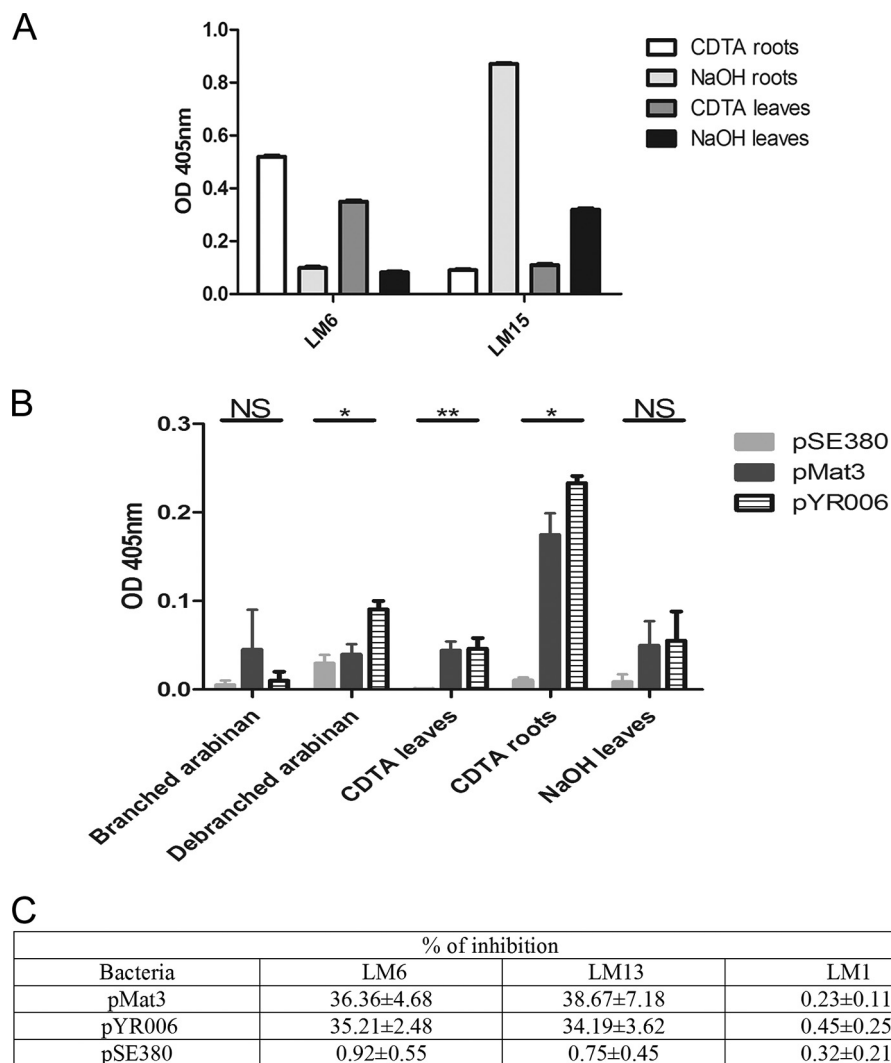 A
1.0
0.8
0.6
0.4
0.2
0.0
OD 405nm
LM6
LM15
CDTA roots
NaOH roots
CDTA leaves
NaOH leaves
B
NS
*
**
*
NS
0.3
0.2
0.1
0.0
OD 405nm
Branched arabinan
Debranched arabinan
CDTA leaves
CDTA roots
NaOH leaves
pSE380
pMat3
pYR006
C
% of inhibition
Bacteria LM6 LM13 LM1
pMat3 36.36±4.68 38.67±7.18 0.23±0.11
pYR006 35.21±2.48 34.19±3.62 0.45±0.25
pSE380 0.92±0.55 0.75±0.45 0.32±0.21